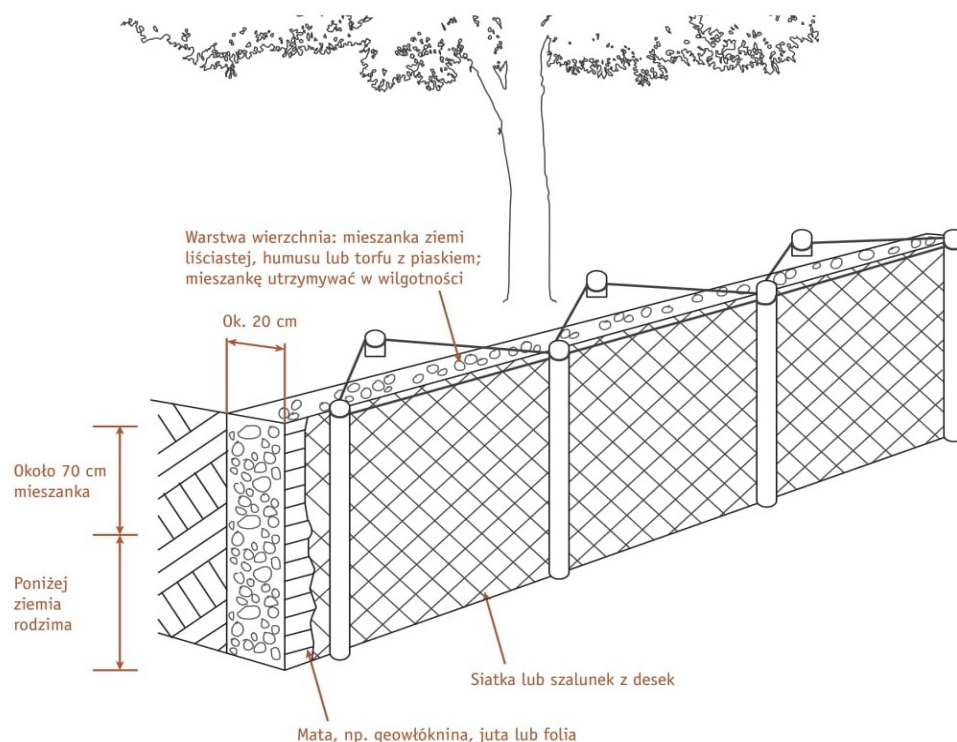 Warstwa wierzchnia: mieszanka ziemi
liściastej, humusu lub torfu z piaskiem;
mieszankę utrzymywać w wilgotności
Ok. 20 cm
Około 70 cm
mieszanka
Poniżej
ziemia
rodzima
Siatka lub szalunek z desek
Mata, np. geowłóknina, juta lub folia